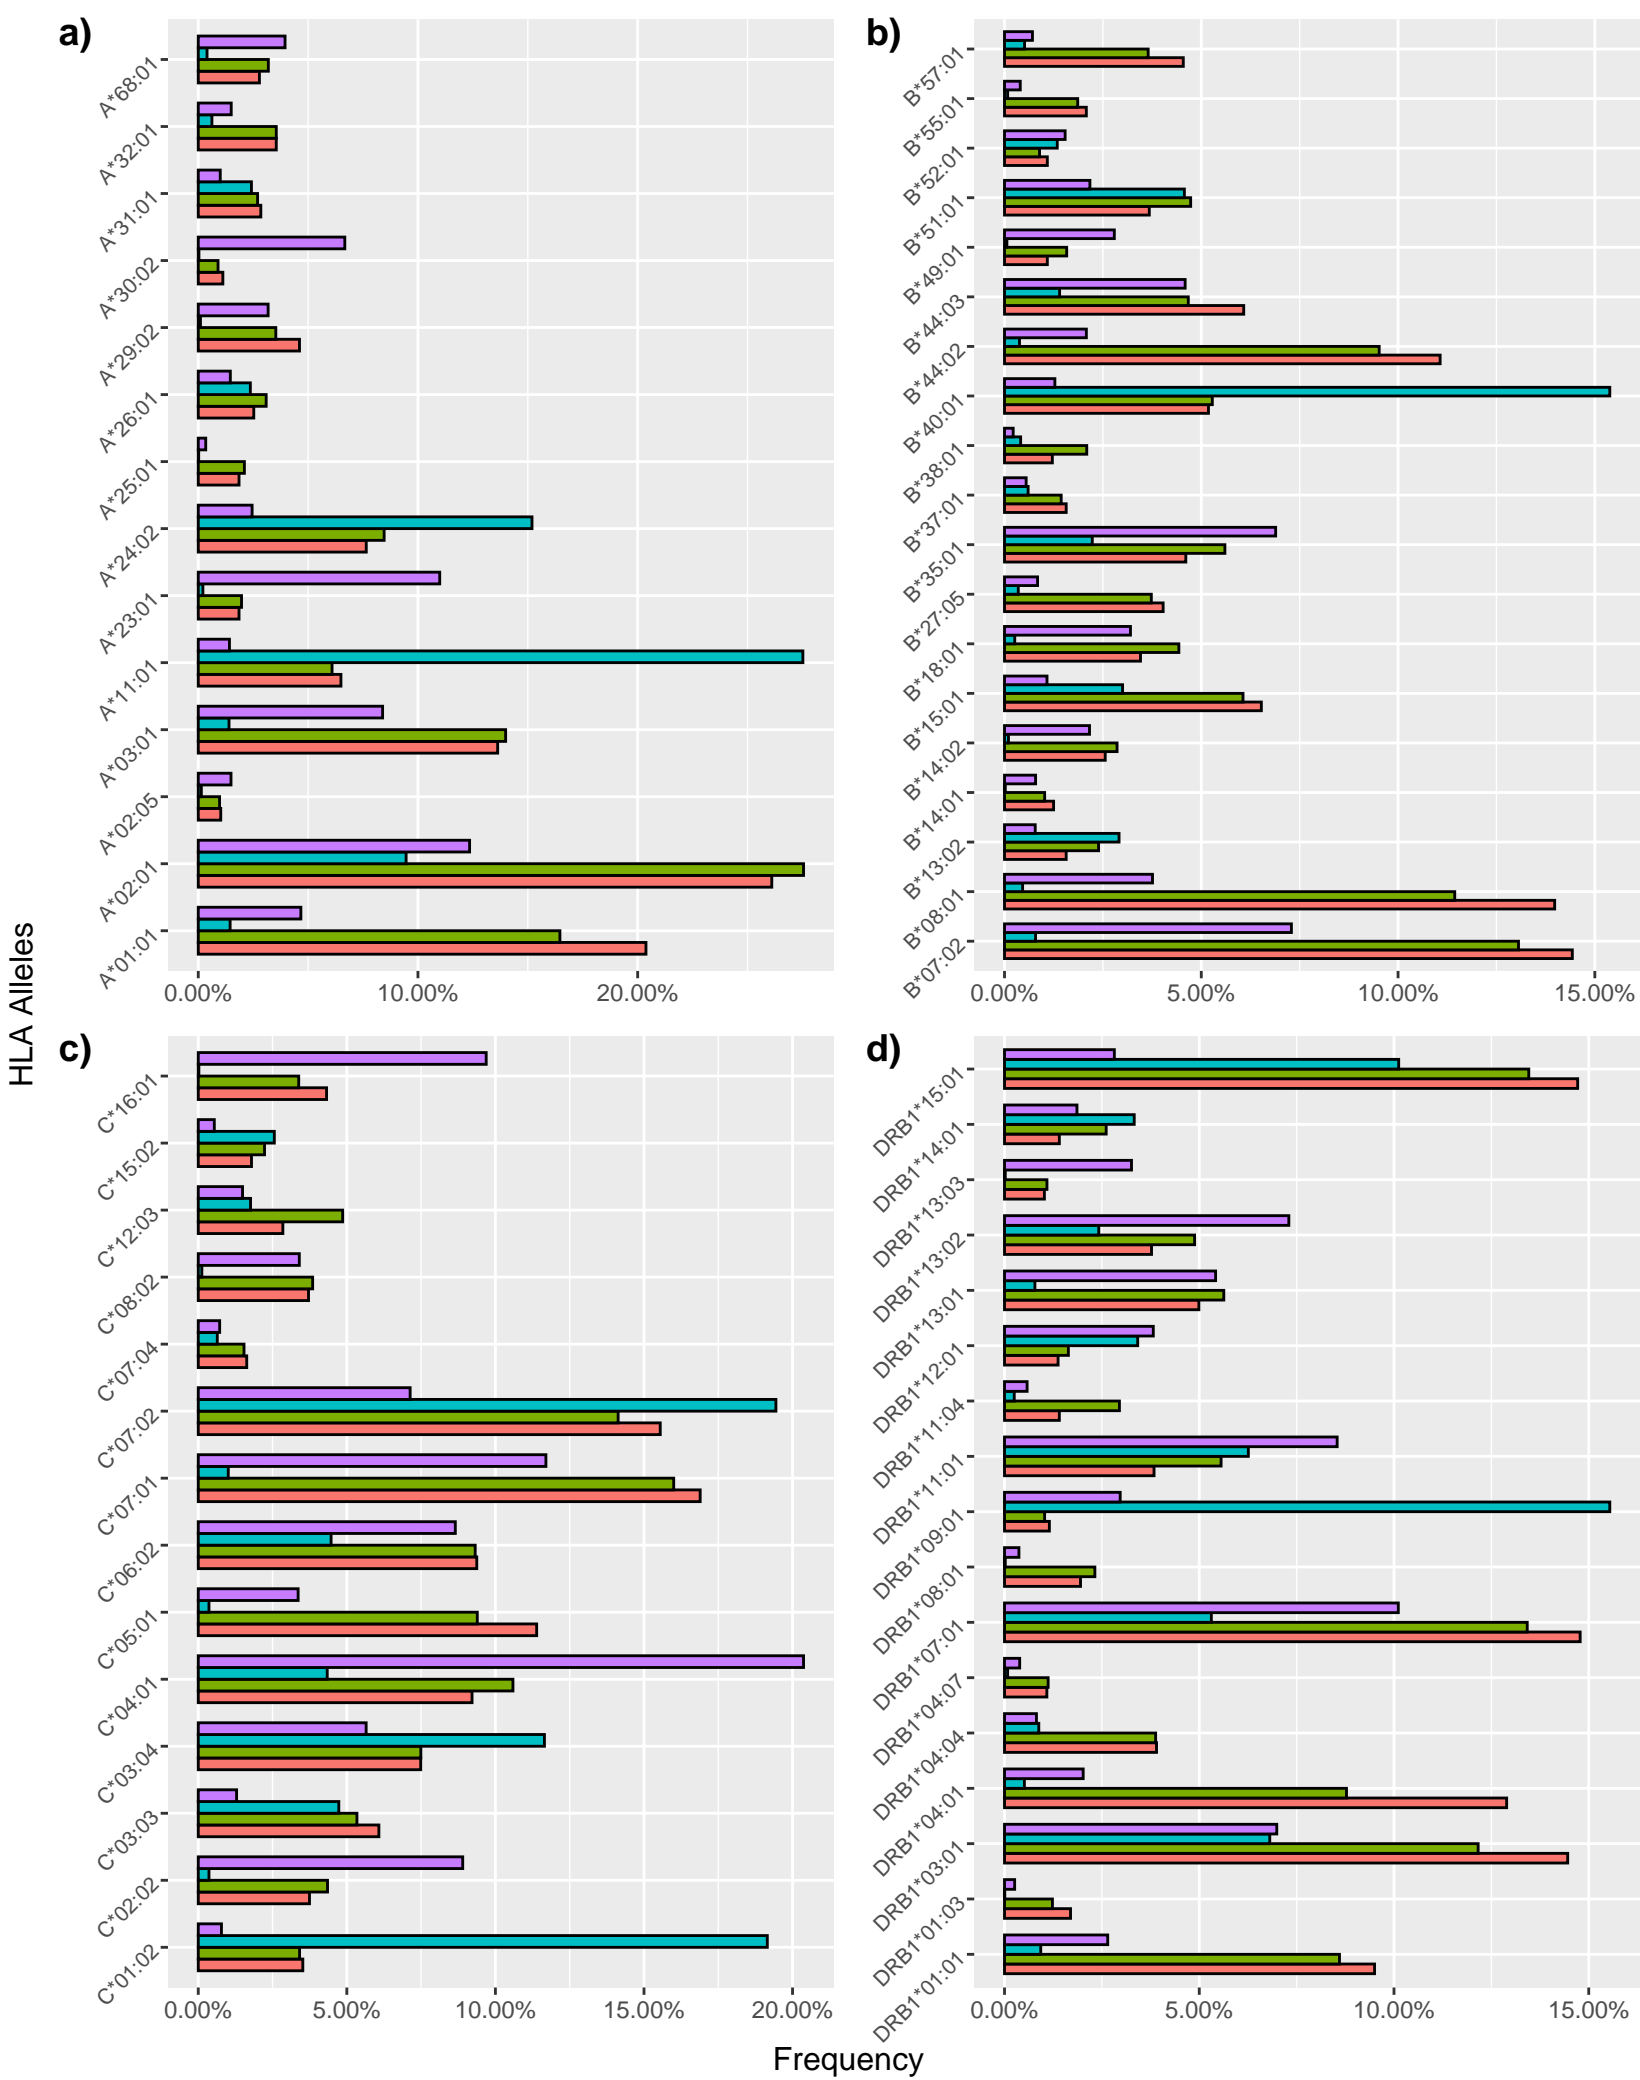 HLA Alleles
a)
A*68:01
A*32:01
A*31:01
A*30:02
A*29:02
A*26:01
A*25:01
A*24:02
A*23:01
A*11:01
A*03:01
A*02:05
A*02:01
A*01:01
0.00% 10.00% 20.00%
b)
B*57:01
B*55:01
B*52:01
B*51:01
B*49:01
B*44:03
B*44:02
B*40:01
B*38:01
B*37:01
B*35:01
B*27:05
B*18:01
B*15:01
B*14:02
B*14:01
B*13:02
B*08:01
B*07:02
0.00% 5.00% 10.00% 15.00%
c)
C*16:01
C*15:02
C*12:03
C*08:02
C*07:04
C*07:02
C*07:01
C*06:02
C*05:01
C*04:01
C*03:04
C*03:03
C*02:02
C*01:02
0.00% 5.00% 10.00% 15.00% 20.00%
d)
DRB1*15:01
DRB1*14:01
DRB1*13:03
DRB1*13:02
DRB1*13:01
DRB1*12:01
DRB1*11:04
DRB1*11:01
DRB1*09:01
DRB1*08:01
DRB1*07:01
DRB1*04:07
DRB1*04:04
DRB1*04:01
DRB1*03:01
DRB1*01:03
DRB1*01:01
0.00% 5.00% 10.00% 15.00%
Frequency